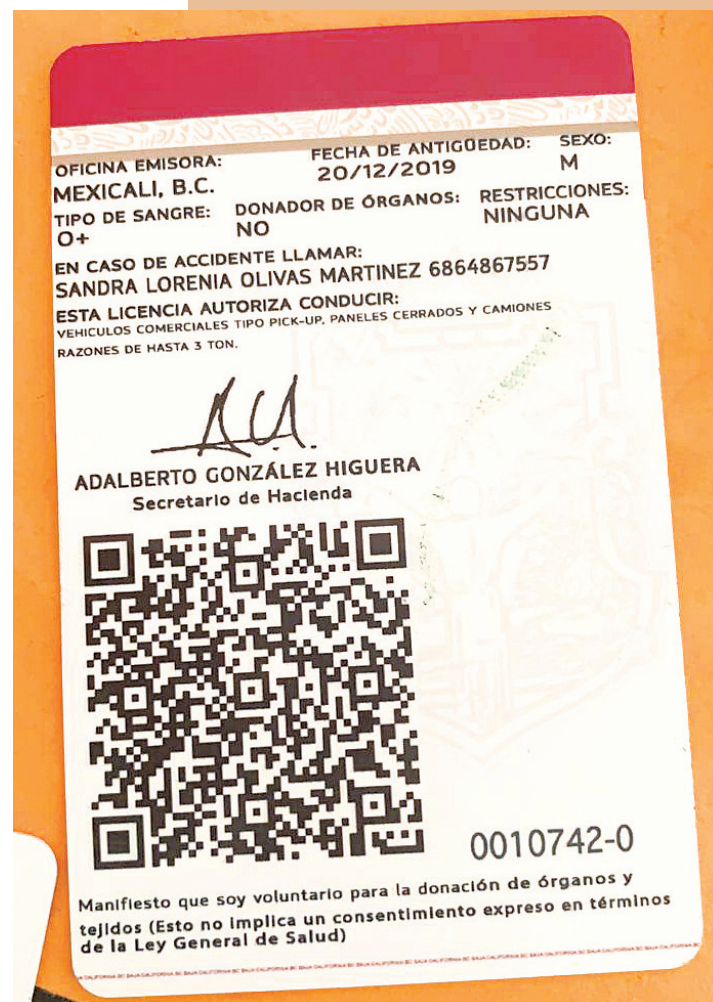 OFICINA EMISORA: FECHA DE ANTIGÜEDAD: SEXO:
MEXICALI, B.C. 20/12/2019 M
TIPO DE SANGRE: DONADOR DE ÓRGANOS: RESTRICCIONES:
O+ NO NINGUNA
EN CASO DE ACCIDENTE LLAMAR:
SANDRA LORENIA OLIVAS MARTINEZ 6864867557
ESTA LICENCIA AUTORIZA CONDUCIR:
VEHICULOS COMERCIALES TIPO PICK-UP, PANELES CERRADOS Y CAMIONES
RAZONES DE HASTA 3 TON.
ADALBERTO GONZÁLEZ HIGUERA
Secretario de Hacienda
0010742-0
Manifiesto que soy voluntario para la donación de órganos y
tejidos (Esto no implica un consentimiento expreso en términos
de la Ley General de Salud)